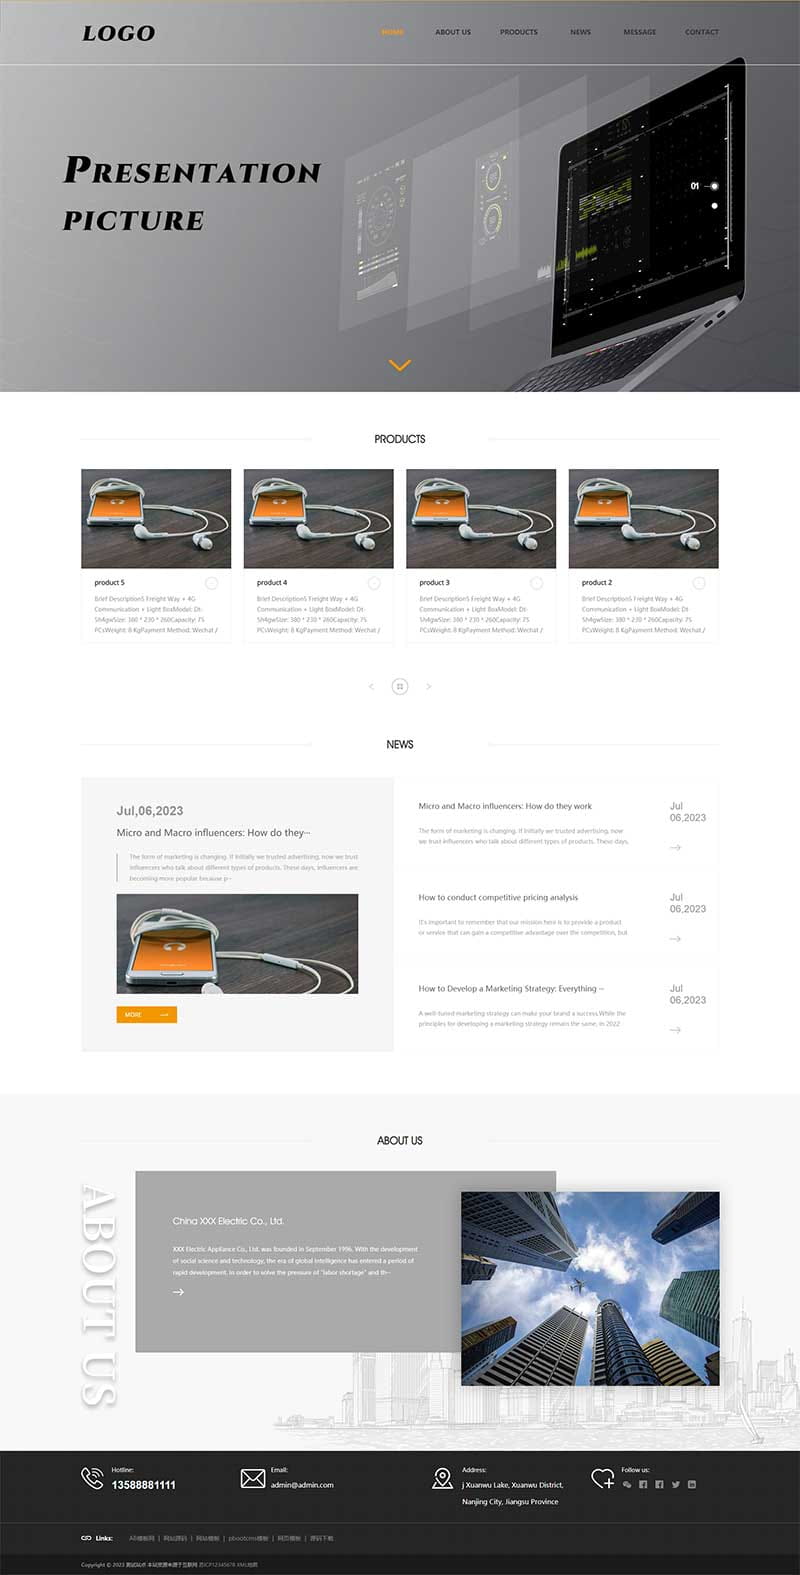 LOGO
HOME ABOUT US PRODUCTS NEWS MESSAGE CONTACT
PRESENTATION
PICTURE
01
PRODUCTS
product 5
Brief Description5 Freight Way + 4G
Communication + Light BoxModel: Dt-
Sh4gwSize: 380 * 230 * 260Capacity: 75
PCsWeight: 8 KgPayment Method: Wechat /
product 4
Brief Description5 Freight Way + 4G
Communication + Light BoxModel: Dt-
Sh4gwSize: 380 * 230 * 260Capacity: 75
PCsWeight: 8 KgPayment Method: Wechat /
product 3
Brief Description5 Freight Way + 4G
Communication + Light BoxModel: Dt-
Sh4gwSize: 380 * 230 * 260Capacity: 75
PCsWeight: 8 KgPayment Method: Wechat /
product 2
Brief Description5 Freight Way + 4G
Communication + Light BoxModel: Dt-
Sh4gwSize: 380 * 230 * 260Capacity: 75
PCsWeight: 8 KgPayment Method: Wechat /
NEWS
Jul,06,2023
Micro and Macro influencers: How do they···
The form of marketing is changing. If Initially we trusted advertising, now we trust
influencers who talk about different types of products. These days, influencers are
becoming more popular because p···
MORE
Micro and Macro influencers: How do they work
Jul
06,2023
The form of marketing is changing. If Initially we trusted advertising, now
we trust influencers who talk about different types of products. These days,
How to conduct competitive pricing analysis
Jul
06,2023
It's important to remember that our mission here is to provide a product
or service that can gain a competitive advantage over the competition, but
How to Develop a Marketing Strategy: Everything ···
Jul
06,2023
A well-tuned marketing strategy can make your brand a success.While the
principles for developing a marketing strategy remain the same, in 2022
ABOUT US
ABOUT US
China XXX Electric Co., Ltd.
XXX Electric Appliance Co., Ltd. was founded in September 1996. With the development
of social science and technology, the era of global intelligence has entered a period of
rapid development. In order to solve the pressure of "labor shortage" and th···
Hotline:
13588881111
Email:
admin@admin.com
Address:
j Xuanwu Lake, Xuanwu District,
Nanjing City, Jiangsu Province
Follow us:
Links: AB模板网 | 网站源码 | 网站模板 | pbootcms模板 | 网页模板 | 源码下载
Copyright © 2023 测试站点 本站资源来源于互联网 苏ICP12345678 XML地图